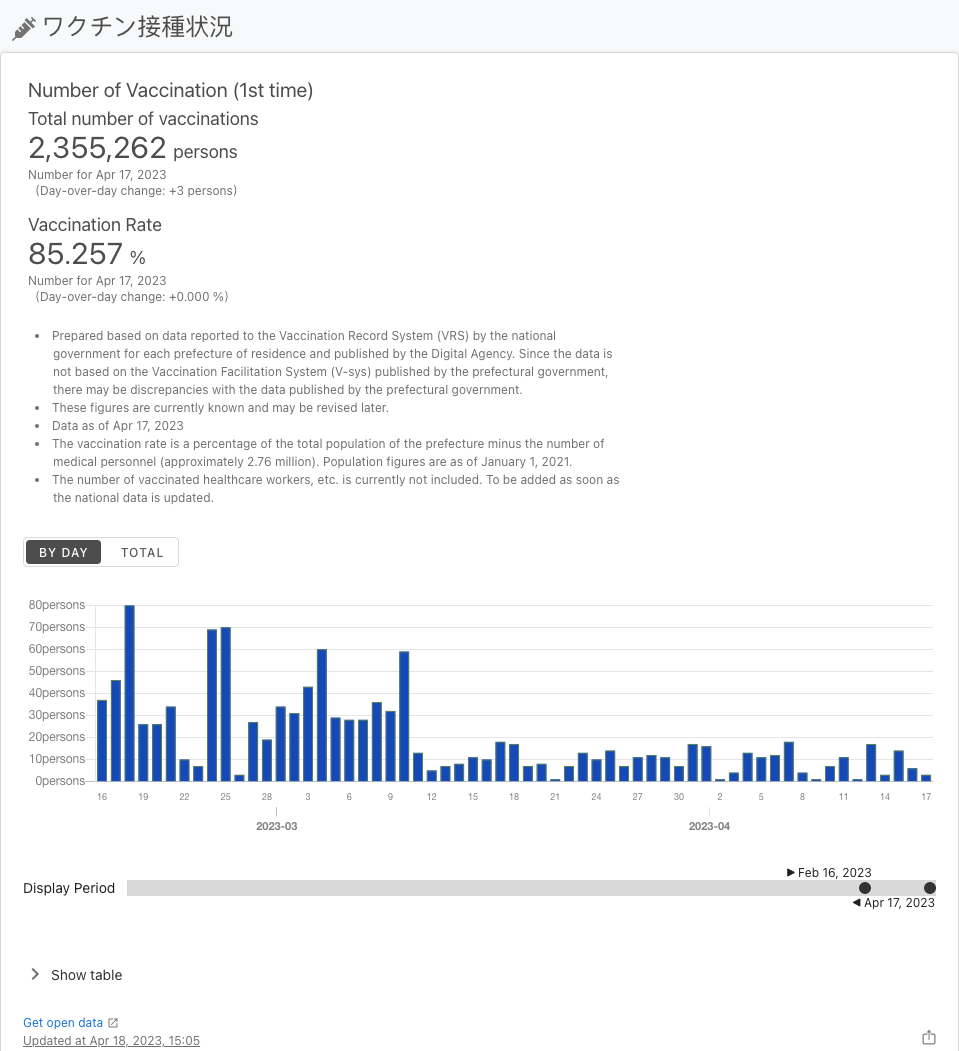 ワクチン接種状況
Number of Vaccination (1st time)
Total number of vaccinations
2,355,262 persons
Number for Apr 17, 2023
(Day-over-day change: +3 persons)
Vaccination Rate
85.257 %
Number for Apr 17, 2023
(Day-over-day change: +0.000 %)
• Prepared based on data reported to the Vaccination Record System (VRS) by the national
government for each prefecture of residence and published by the Digital Agency. Since the data is
not based on the Vaccination Facilitation System (V-sys) published by the prefectural government,
there may be discrepancies with the data published by the prefectural government.
• These figures are currently known and may be revised later.
• Data as of Apr 17, 2023
• The vaccination rate is a percentage of the total population of the prefecture minus the number of
medical personnel (approximately 2.76 million). Population figures are as of January 1, 2021.
• The number of vaccinated healthcare workers, etc. is currently not included. To be added as soon as
the national data is updated.
BY DAY TOTAL
80persons
70persons
60persons
50persons
40persons
30persons
20persons
10persons
0persons
16 19 22 25 28 3 6 9 12 15 18 21 24 27 30 2 5 8 11 14 17
2023-03 2023-04
Feb 16, 2023
Display Period
Apr 17, 2023
Show table
Get open data
Updated at Apr 18, 2023, 15:05